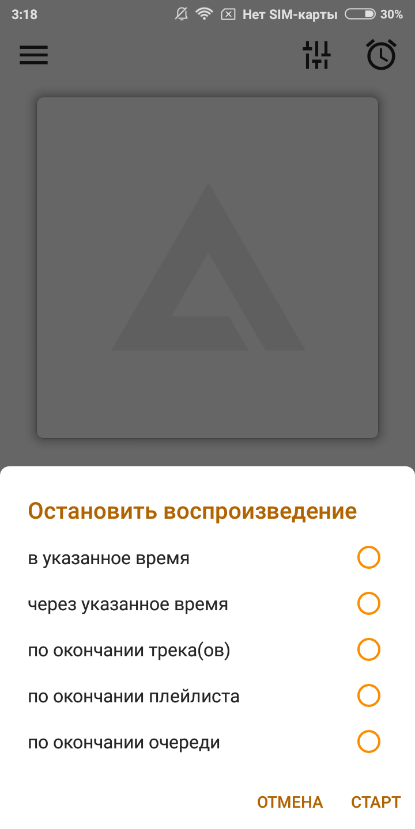 3:18 Нет SIM-карты 30%
Остановить воспроизведение
в указанное время
через указанное время
по окончании трека(ов)
по окончании плейлиста
по окончании очереди
ОТМЕНА СТАРТ